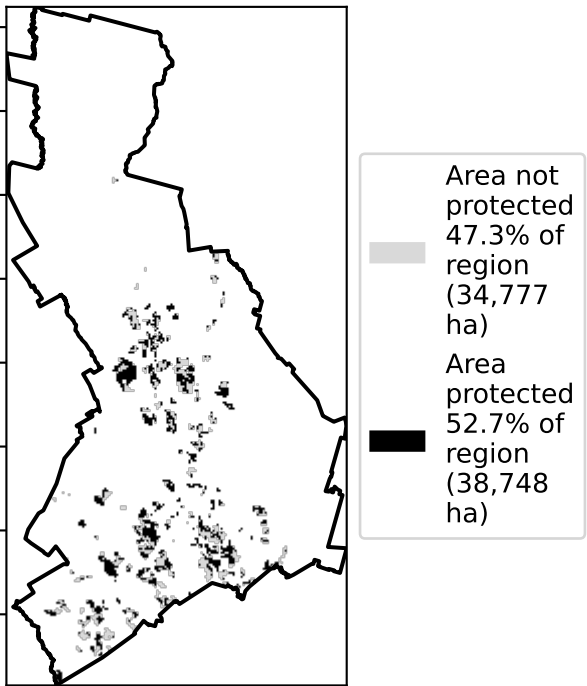 Area not
protected
47.3% of
region
(34,777
ha)
Area
protected
52.7% of
region
(38,748
ha)